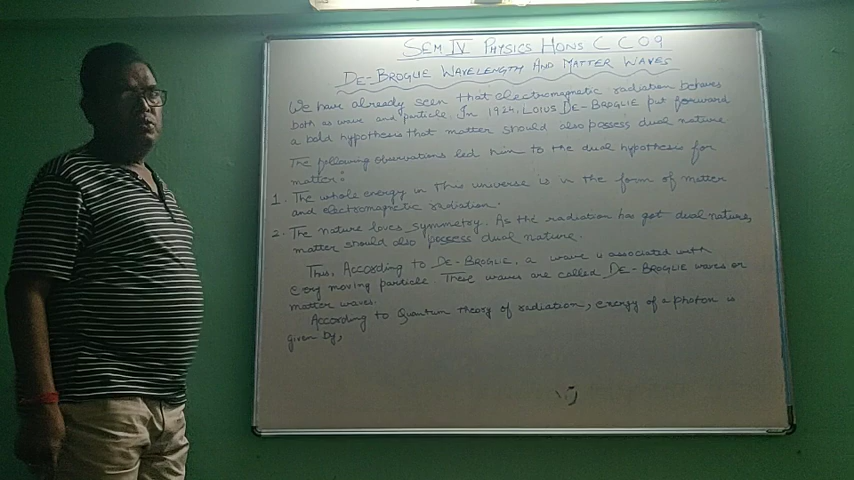 SEM IV PHYSICS HONS C C 09
DE-BROGLIE WAVELENGTH AND MATTER WAVES
We have already seen that electromagnetic radiation behaves
both as wave and particle. In 1924, LOIUS DE-BROGLIE put forward
a bold hypothesis that matter should also possess dual nature
The following observations led him to the dual hypothesis for
matter:
1. The whole energy in this universe is in the form of matter
and electromagnetic radiation.
2. The nature loves symmetry. As the radiation has got dual nature,
matter should also possess dual nature.
Thus, According to DE-BROGLIE, a wave is associated with
every moving particle. These waves are called DE-BROGLIE waves or
matter waves.
According to Quantum Theory of radiation, energy of a photon is
given by,